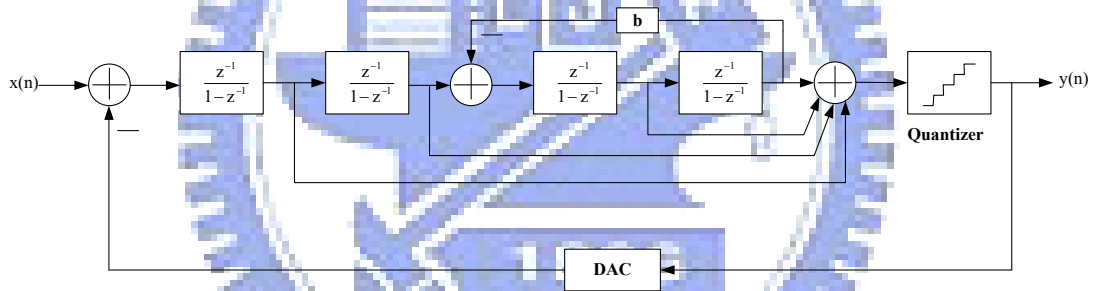 b
x(n)
z⁻¹
1−z⁻¹
z⁻¹
1−z⁻¹
z⁻¹
1−z⁻¹
z⁻¹
1−z⁻¹
y(n)
Quantizer
DAC